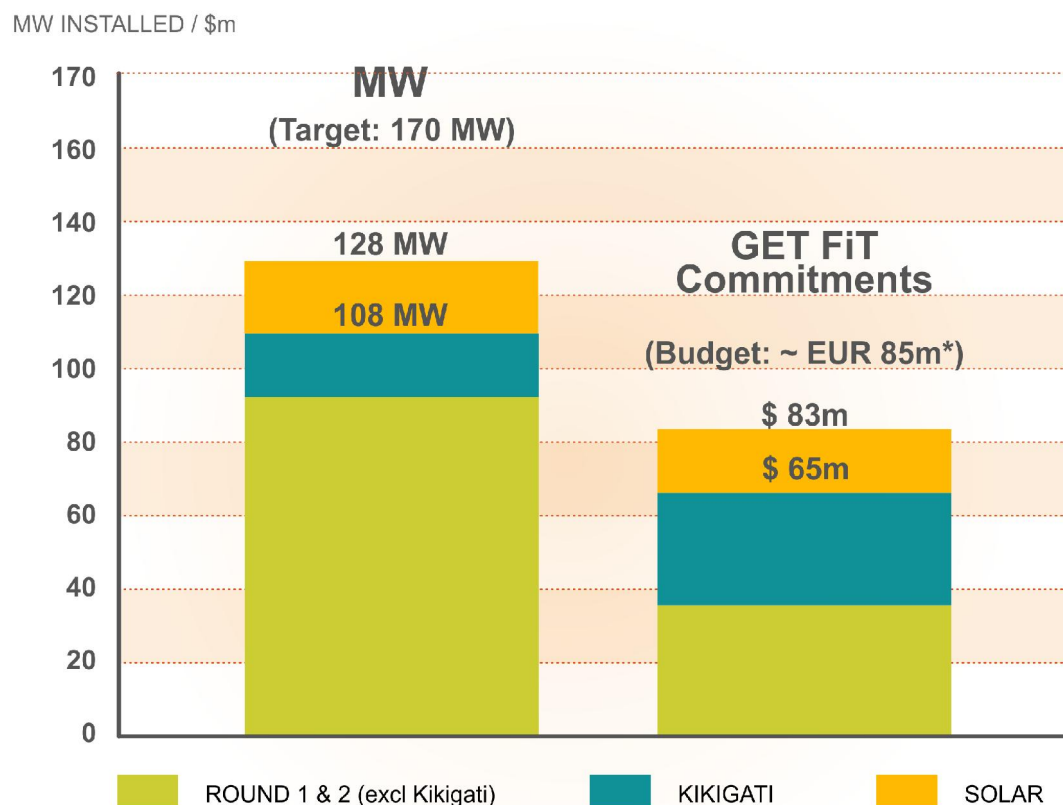 MW INSTALLED / $m
170
160
140
120
100
80
60
40
20
0
MW
(Target: 170 MW)
128 MW
108 MW
GET FiT
Commitments
(Budget: ~ EUR 85m*)
$ 83m
$ 65m
ROUND 1 & 2 (excl Kikigati)
KIKIGATI
SOLAR